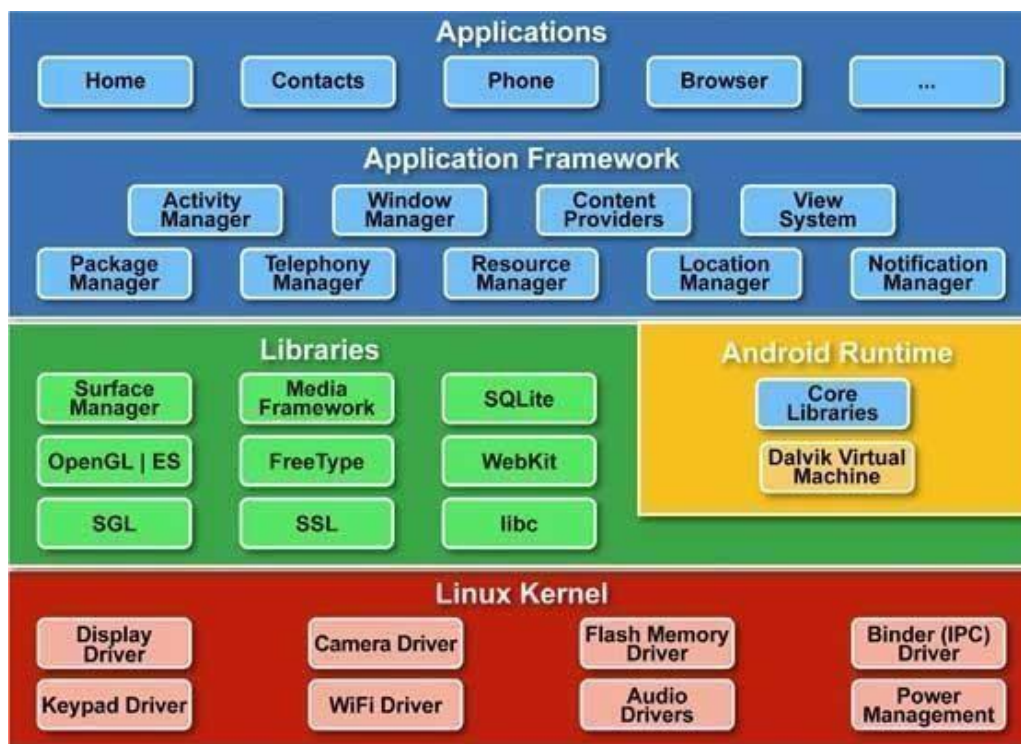 Applications
Home
Contacts
Phone
Browser
...
Application Framework
Activity
Manager
Window
Manager
Content
Providers
View
System
Package
Manager
Telephony
Manager
Resource
Manager
Location
Manager
Notification
Manager
Libraries
Surface
Manager
Media
Framework
SQLite
OpenGL | ES
FreeType
WebKit
SGL
SSL
libc
Android Runtime
Core
Libraries
Dalvik Virtual
Machine
Linux Kernel
Display
Driver
Camera Driver
Flash Memory
Driver
Binder (IPC)
Driver
Keypad Driver
WiFi Driver
Audio
Drivers
Power
Management